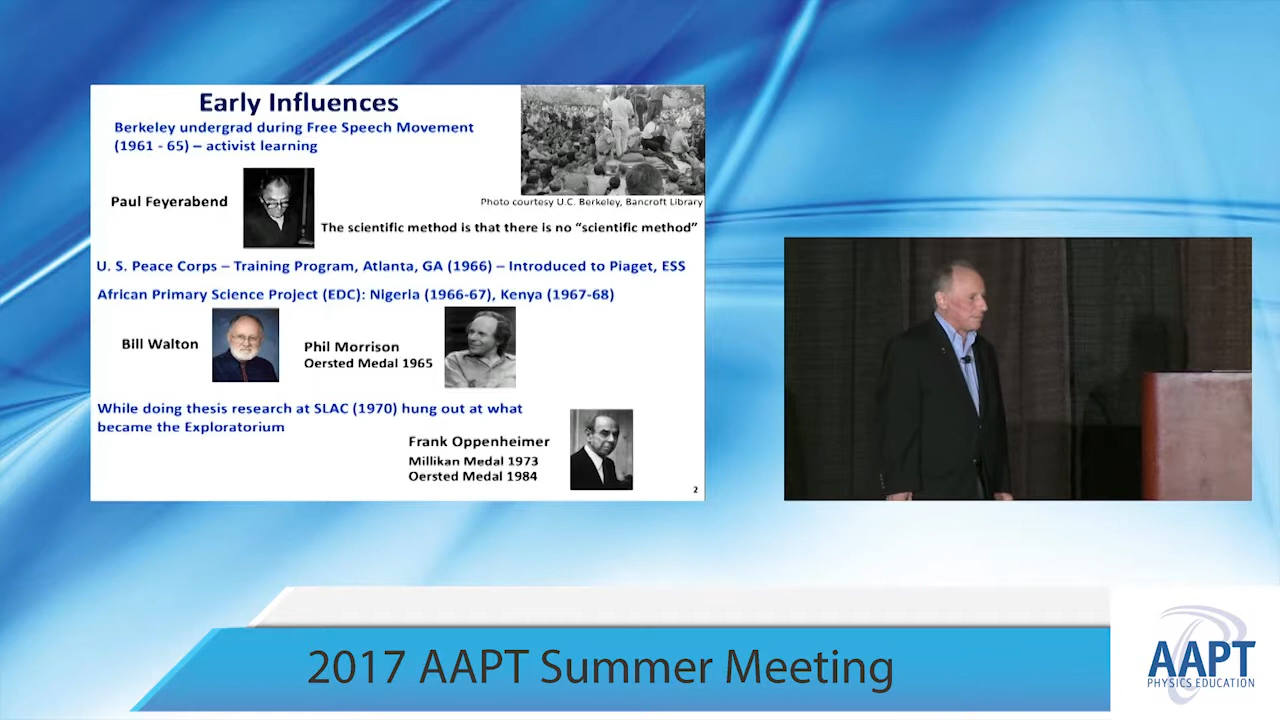 Early Influences
Berkeley undergrad during Free Speech Movement
(1961 - 65) – activist learning
Paul Feyerabend
Photo courtesy U.C. Berkeley, Bancroft Library
The scientific method is that there is no “scientific method”
U. S. Peace Corps – Training Program, Atlanta, GA (1966) – Introduced to Piaget, ESS
African Primary Science Project (EDC): Nigeria (1966-67), Kenya (1967-68)
Bill Walton
Phil Morrison
Oersted Medal 1965
While doing thesis research at SLAC (1970) hung out at what
became the Exploratorium
Frank Oppenheimer
Millikan Medal 1973
Oersted Medal 1984
2
2017 AAPT Summer Meeting
AAPT
PHYSICS EDUCATION